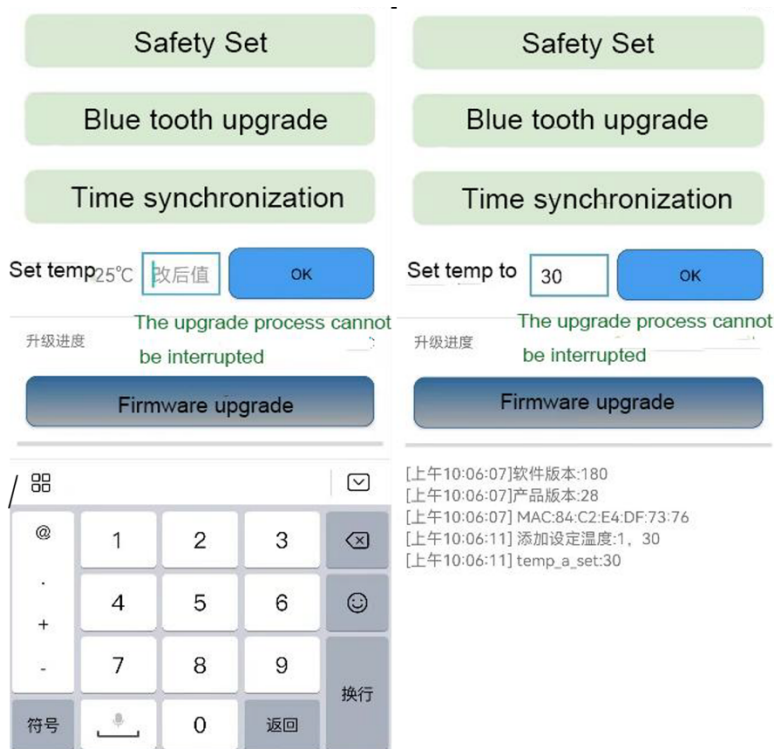 Safety Set
Blue tooth upgrade
Time synchronization
Set temp 25℃ 改后值 OK
The upgrade process cannot
升级进度
be interrupted
Firmware upgrade
@ 1 2 3
.
4 5 6
+
- 7 8 9
换行
符号 0 返回
Safety Set
Blue tooth upgrade
Time synchronization
Set temp to 30 OK
The upgrade process cannot
升级进度
be interrupted
Firmware upgrade
[上午10:06:07]软件版本:180
[上午10:06:07]产品版本:28
[上午10:06:07] MAC:84:C2:E4:DF:73:76
[上午10:06:11] 添加设定温度:1，30
[上午10:06:11] temp_a_set:30